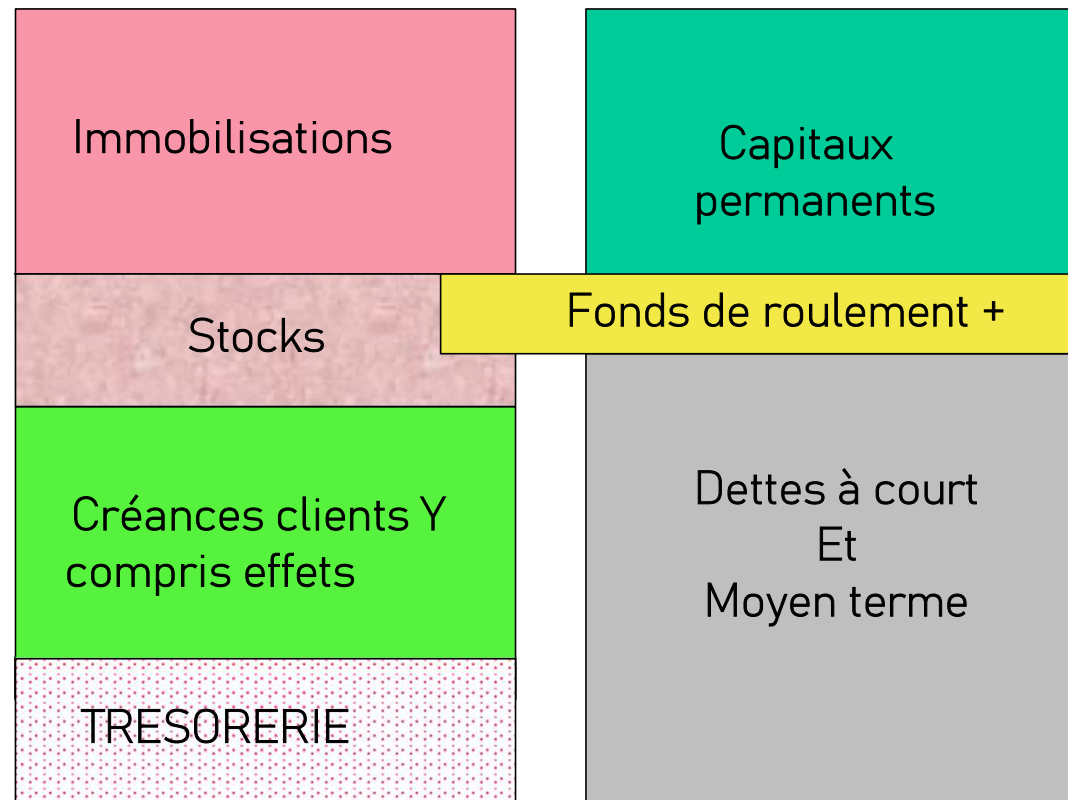 Immobilisations
Stocks
Créances clients Y
compris effets
TRESORERIE
Capitaux
permanents
Fonds de roulement +
Dettes à court
Et
Moyen terme